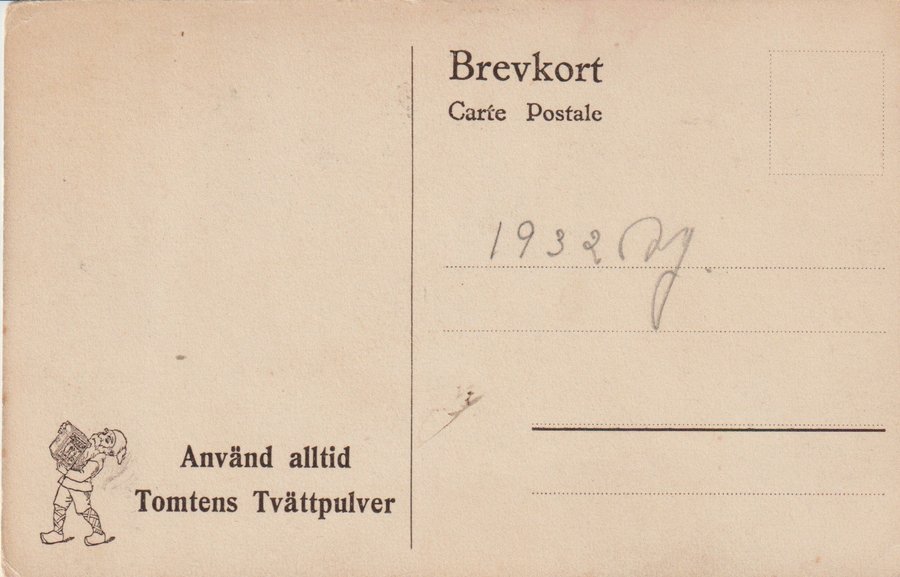 Brevkort
Carte Postale
1932
Använd alltid
Tomtens Tvättpulver